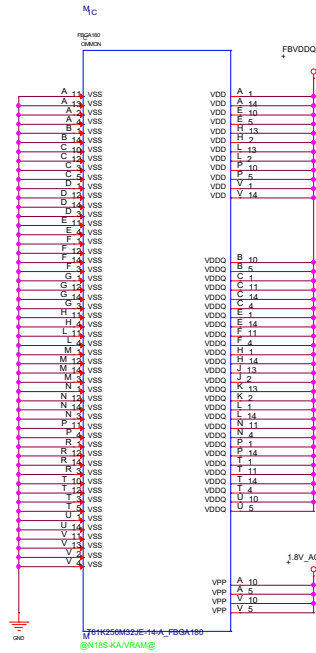 M1C
FBGA180
COMMON
FBVDDQ
+
A 11 VSS VDD A 1
A 13 VSS VDD A 14
A 2 VSS VDD E 10
A 4 VSS VDD E 5
B 1 VSS VDD H 13
B 14 VSS VDD H 2
C 10 VSS VDD L 13
C 12 VSS VDD L 2
C 3 VSS VDD P 10
C 5 VSS VDD P 5
D 1 VSS VDD V 1
D 12 VSS VDD V 14
D 14 VSS
D 3 VSS
E 11 VSS
E 4 VSS
F 1 VSS
F 12 VSS
F 14 VSS VDDQ B 10
F 3 VSS VDDQ B 5
G 1 VSS VDDQ C 1
G 12 VSS VDDQ C 11
G 14 VSS VDDQ C 14
G 3 VSS VDDQ C 4
H 11 VSS VDDQ E 1
H 4 VSS VDDQ E 14
L 11 VSS VDDQ F 11
L 4 VSS VDDQ F 4
M 1 VSS VDDQ H 1
M 12 VSS VDDQ H 14
M 14 VSS VDDQ J 13
M 3 VSS VDDQ J 2
N 1 VSS VDDQ K 13
N 12 VSS VDDQ K 2
N 14 VSS VDDQ L 1
N 3 VSS VDDQ L 14
P 11 VSS VDDQ N 11
P 4 VSS VDDQ N 4
R 1 VSS VDDQ P 1
R 12 VSS VDDQ P 14
R 14 VSS VDDQ T 1
R 3 VSS VDDQ T 11
T 10 VSS VDDQ T 14
T 12 VSS VDDQ T 4
T 3 VSS VDDQ U 10
T 5 VSS VDDQ U 5
U 1 VSS
U 14 VSS
V 11 VSS
V 13 VSS
V 2 VSS
V 4 VSS
1.8V_AO
+
VPP A 10
VPP A 5
VPP V 10
VPP V 5
GND
T61K256M32JE-14-A_FBGA180
@N18S-KA/VRAM@